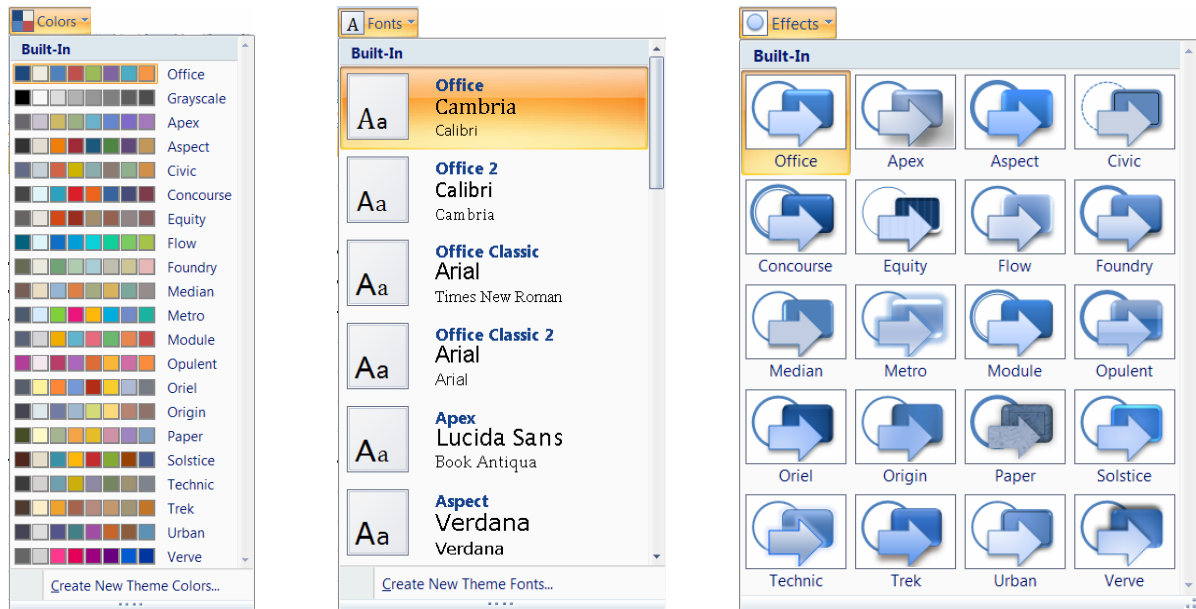 Colors
Built-In
Office
Grayscale
Apex
Aspect
Civic
Concourse
Equity
Flow
Foundry
Median
Metro
Module
Opulent
Oriel
Origin
Paper
Solstice
Technic
Trek
Urban
Verve
Create New Theme Colors...
A Fonts
Built-In
Aa
Office
Cambria
Calibri
Aa
Office 2
Calibri
Cambria
Aa
Office Classic
Arial
Times New Roman
Aa
Office Classic 2
Arial
Arial
Aa
Apex
Lucida Sans
Book Antiqua
Aa
Aspect
Verdana
Verdana
Create New Theme Fonts...
Effects
Built-In
Office Apex Aspect Civic
Concourse Equity Flow Foundry
Median Metro Module Opulent
Oriel Origin Paper Solstice
Technic Trek Urban Verve